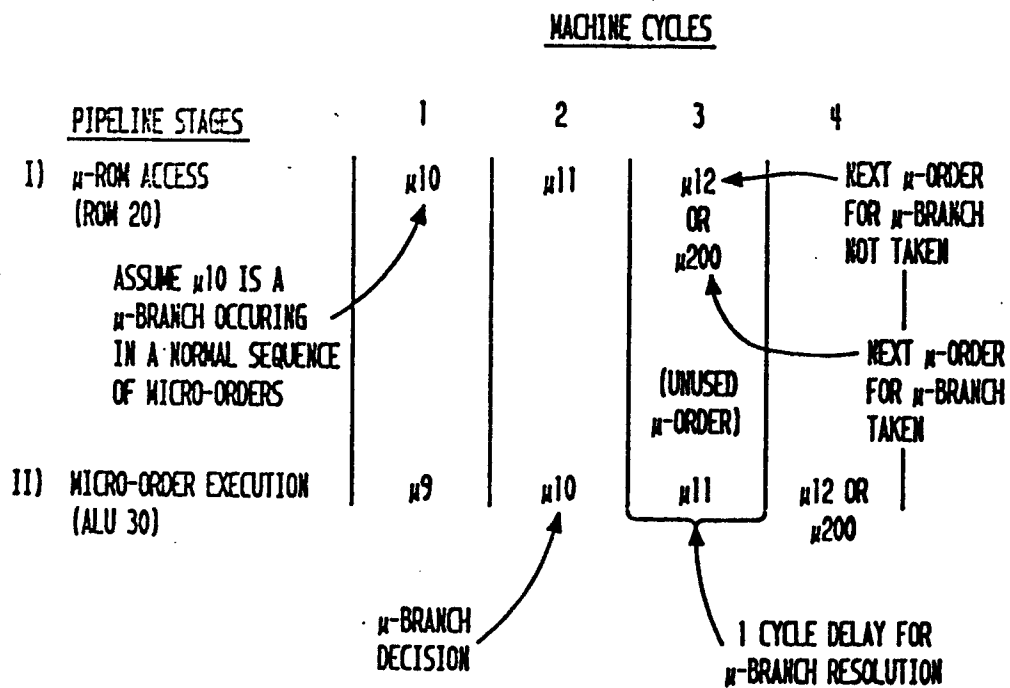 MACHINE CYCLES
PIPELINE STAGES 1 2 3 4
I) μ-ROM ACCESS μ10 μ11 μ12 NEXT μ-ORDER
(ROM 20) OR FOR μ-BRANCH
μ200 NOT TAKEN
ASSUME μ10 IS A
μ-BRANCH OCCURING
IN A NORMAL SEQUENCE NEXT μ-ORDER
OF MICRO-ORDERS (UNUSED FOR μ-BRANCH
μ-ORDER) TAKEN
II) MICRO-ORDER EXECUTION μ9 μ10 μ11 μ12 OR
(ALU 30) μ200
μ-BRANCH 1 CYCLE DELAY FOR
DECISION μ-BRANCH RESOLUTION